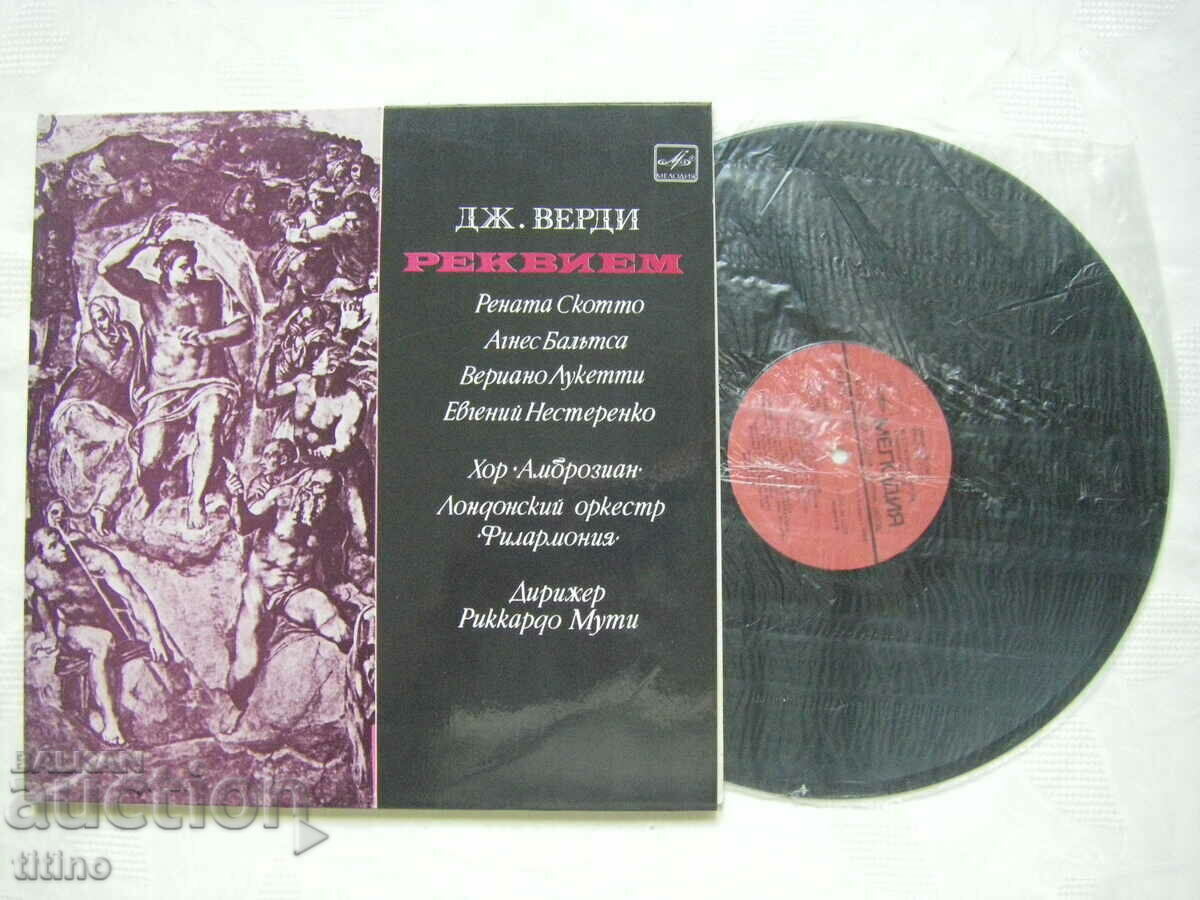 МЕЛОДИЯ
ДЖ. ВЕРДИ
РЕКВИЕМ
Рената Скотто
Агнес Бальтса
Вериано Лукетти
Евгений Нестеренко
Хор ·Амброзиан·
Лондонский оркестр
·Филармония·
Дирижер
Риккардо Мути
МЕЛОДИЯ
BALKAN
auction
titino